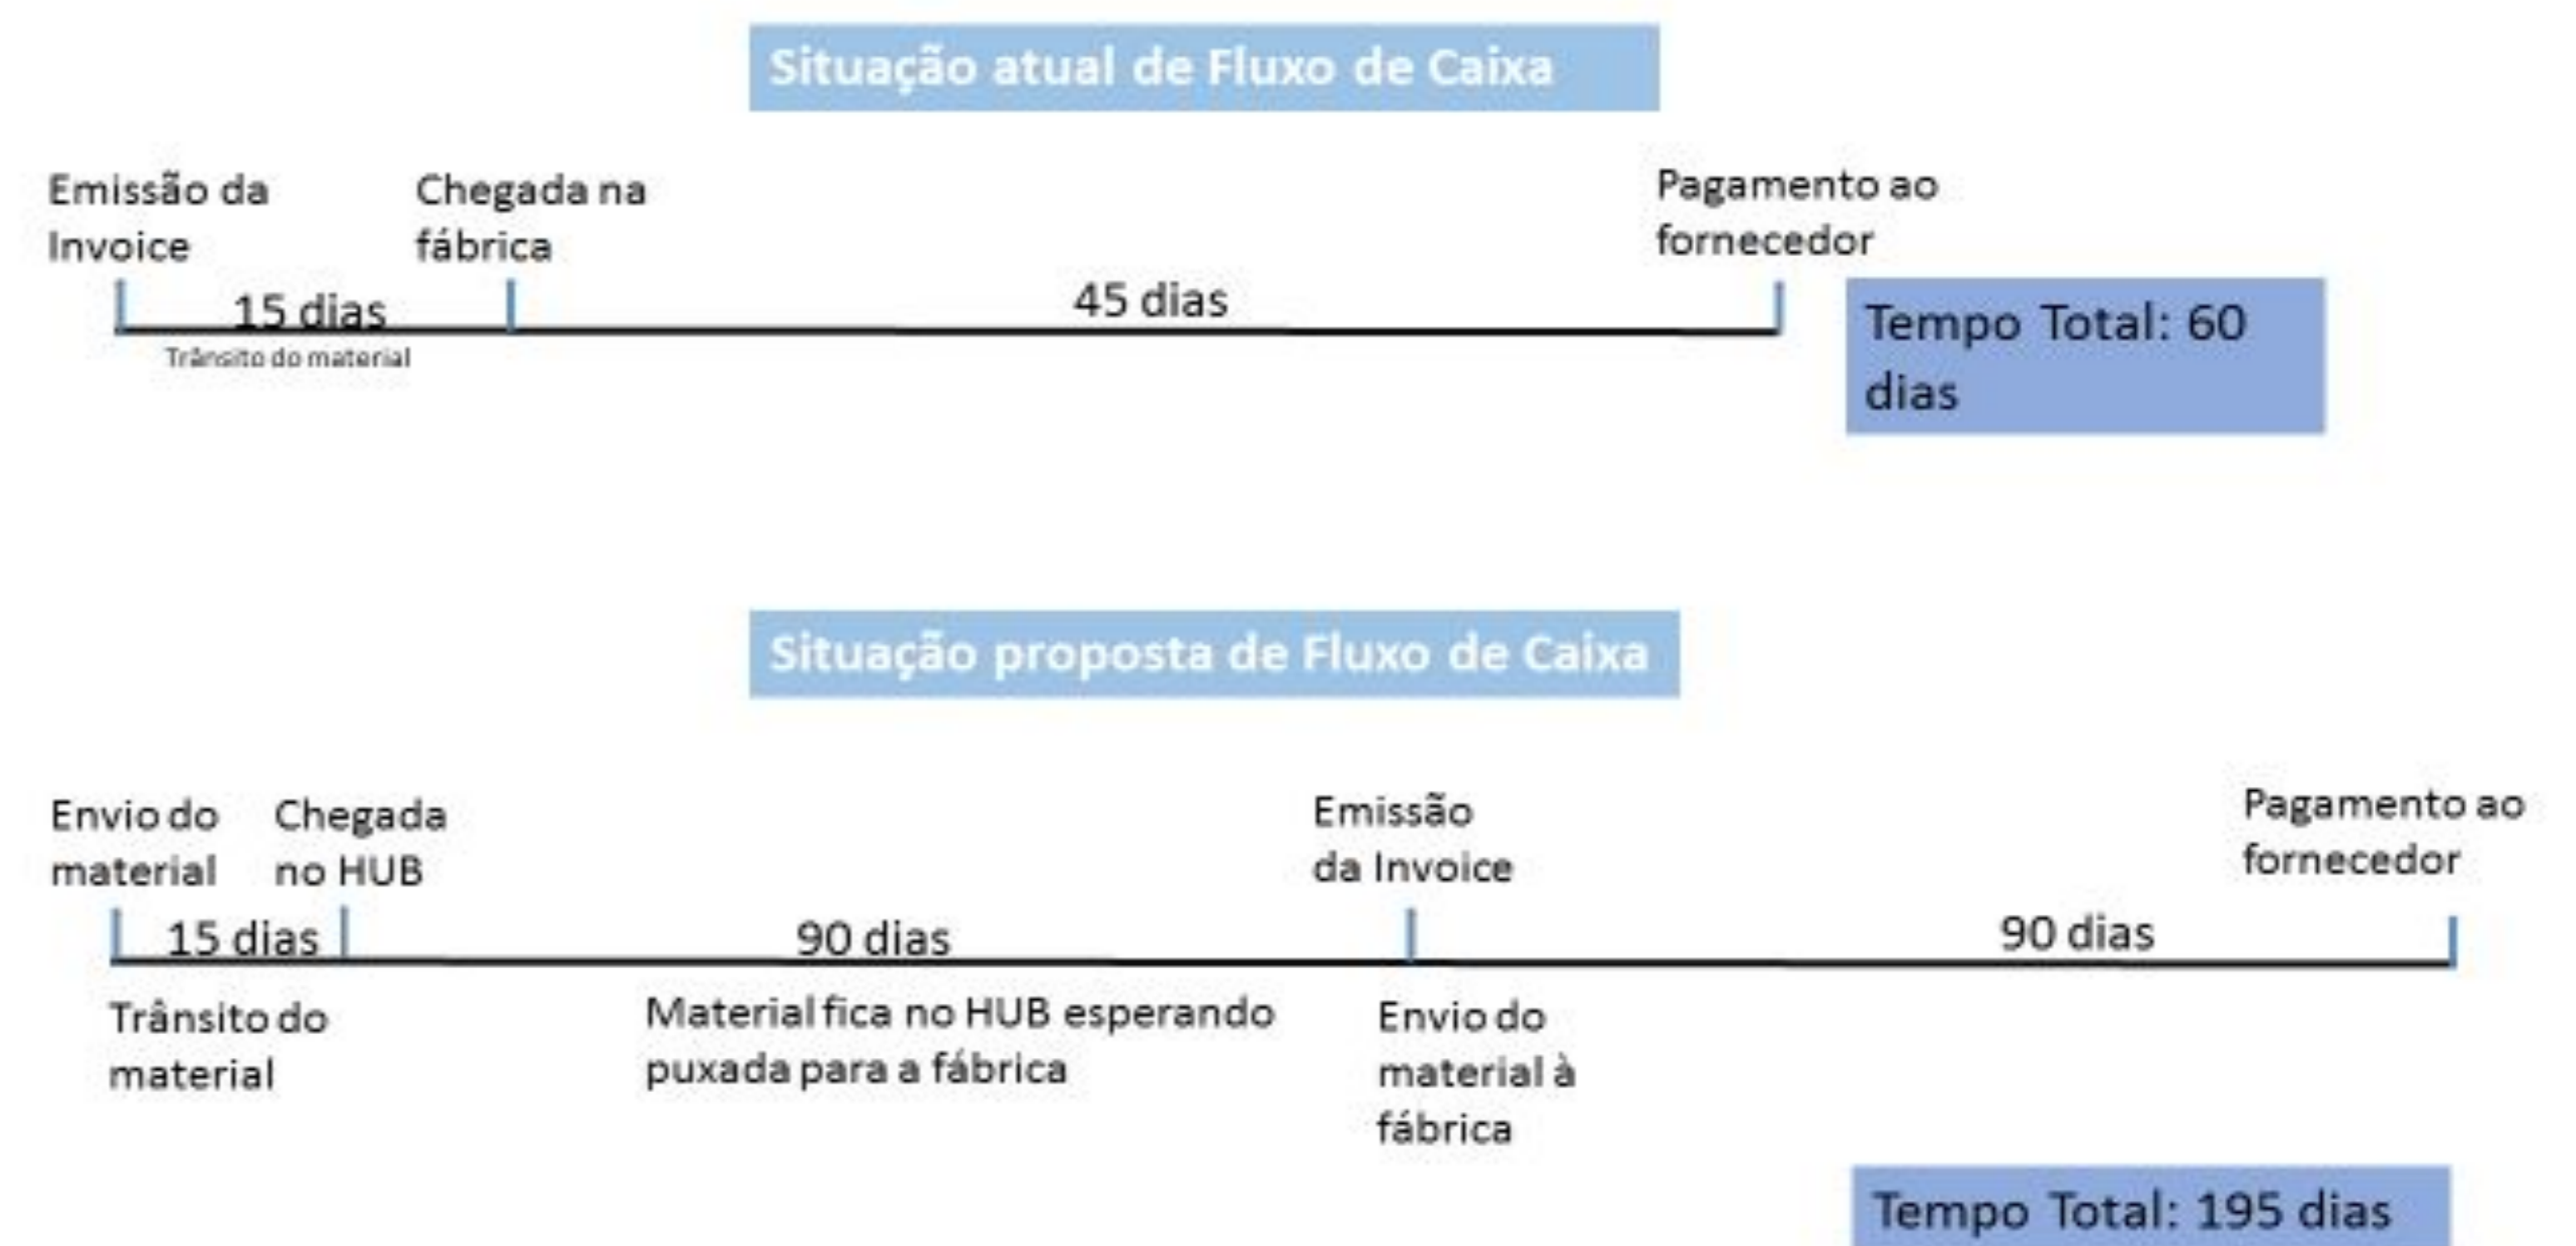 Situação atual de Fluxo de Caixa
Emissão da
Invoice
Chegada na
fábrica
Pagamento ao
fornecedor
15 dias
45 dias
Trânsito do material
Tempo Total: 60
dias
Situação proposta de Fluxo de Caixa
Envio do
material
Chegada
no HUB
Emissão
da Invoice
Pagamento ao
fornecedor
15 dias
90 dias
90 dias
Trânsito do
material
Material fica no HUB esperando
puxada para a fábrica
Envio do
material à
fábrica
Tempo Total: 195 dias